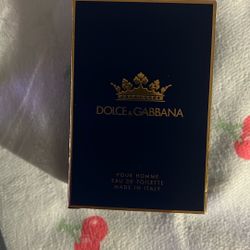 DOLCE & GABBANA
POUR HOMME
EAU DE TOILETTE
MADE IN ITALY